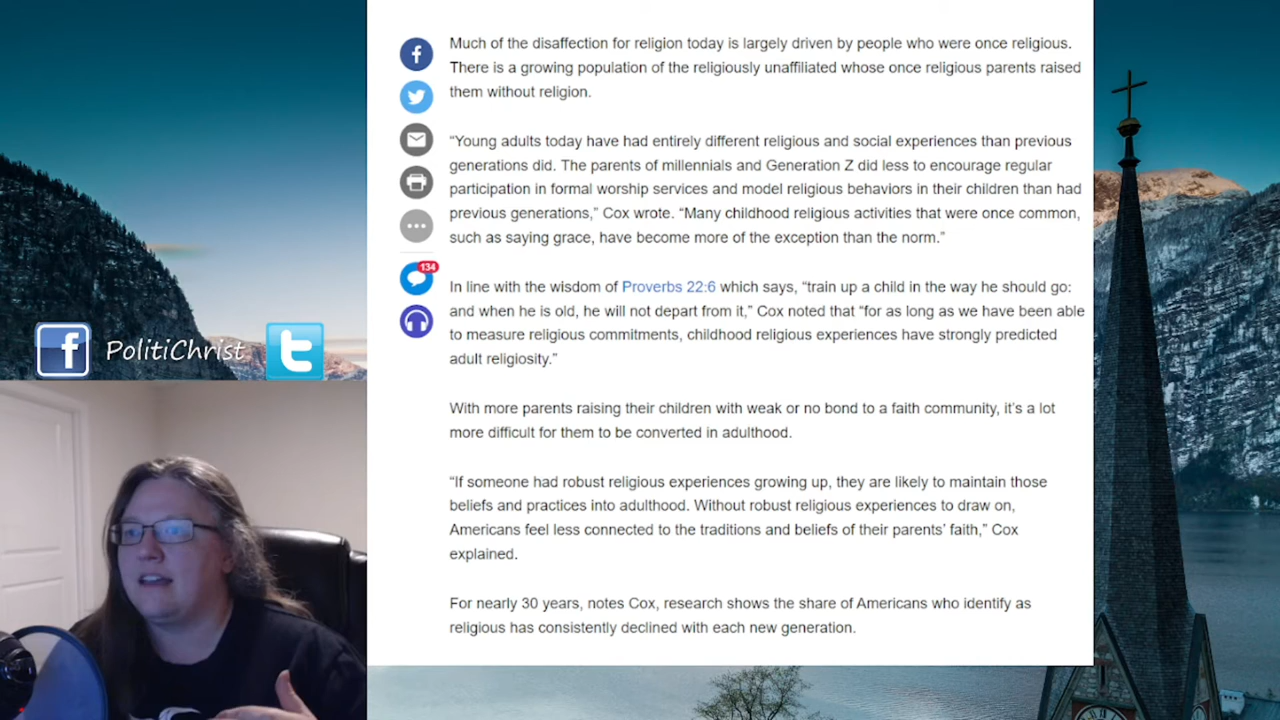 Much of the disaffection for religion today is largely driven by people who were once religious.
There is a growing population of the religiously unaffiliated whose once religious parents raised
them without religion.
“Young adults today have had entirely different religious and social experiences than previous
generations did. The parents of millennials and Generation Z did less to encourage regular
participation in formal worship services and model religious behaviors in their children than had
previous generations,” Cox wrote. “Many childhood religious activities that were once common,
such as saying grace, have become more of the exception than the norm.”
134
In line with the wisdom of Proverbs 22:6 which says, “train up a child in the way he should go:
and when he is old, he will not depart from it,” Cox noted that “for as long as we have been able
to measure religious commitments, childhood religious experiences have strongly predicted
adult religiosity.”
f PolitiChrist t
With more parents raising their children with weak or no bond to a faith community, it’s a lot
more difficult for them to be converted in adulthood.
“If someone had robust religious experiences growing up, they are likely to maintain those
beliefs and practices into adulthood. Without robust religious experiences to draw on,
Americans feel less connected to the traditions and beliefs of their parents’ faith,” Cox
explained.
For nearly 30 years, notes Cox, research shows the share of Americans who identify as
religious has consistently declined with each new generation.